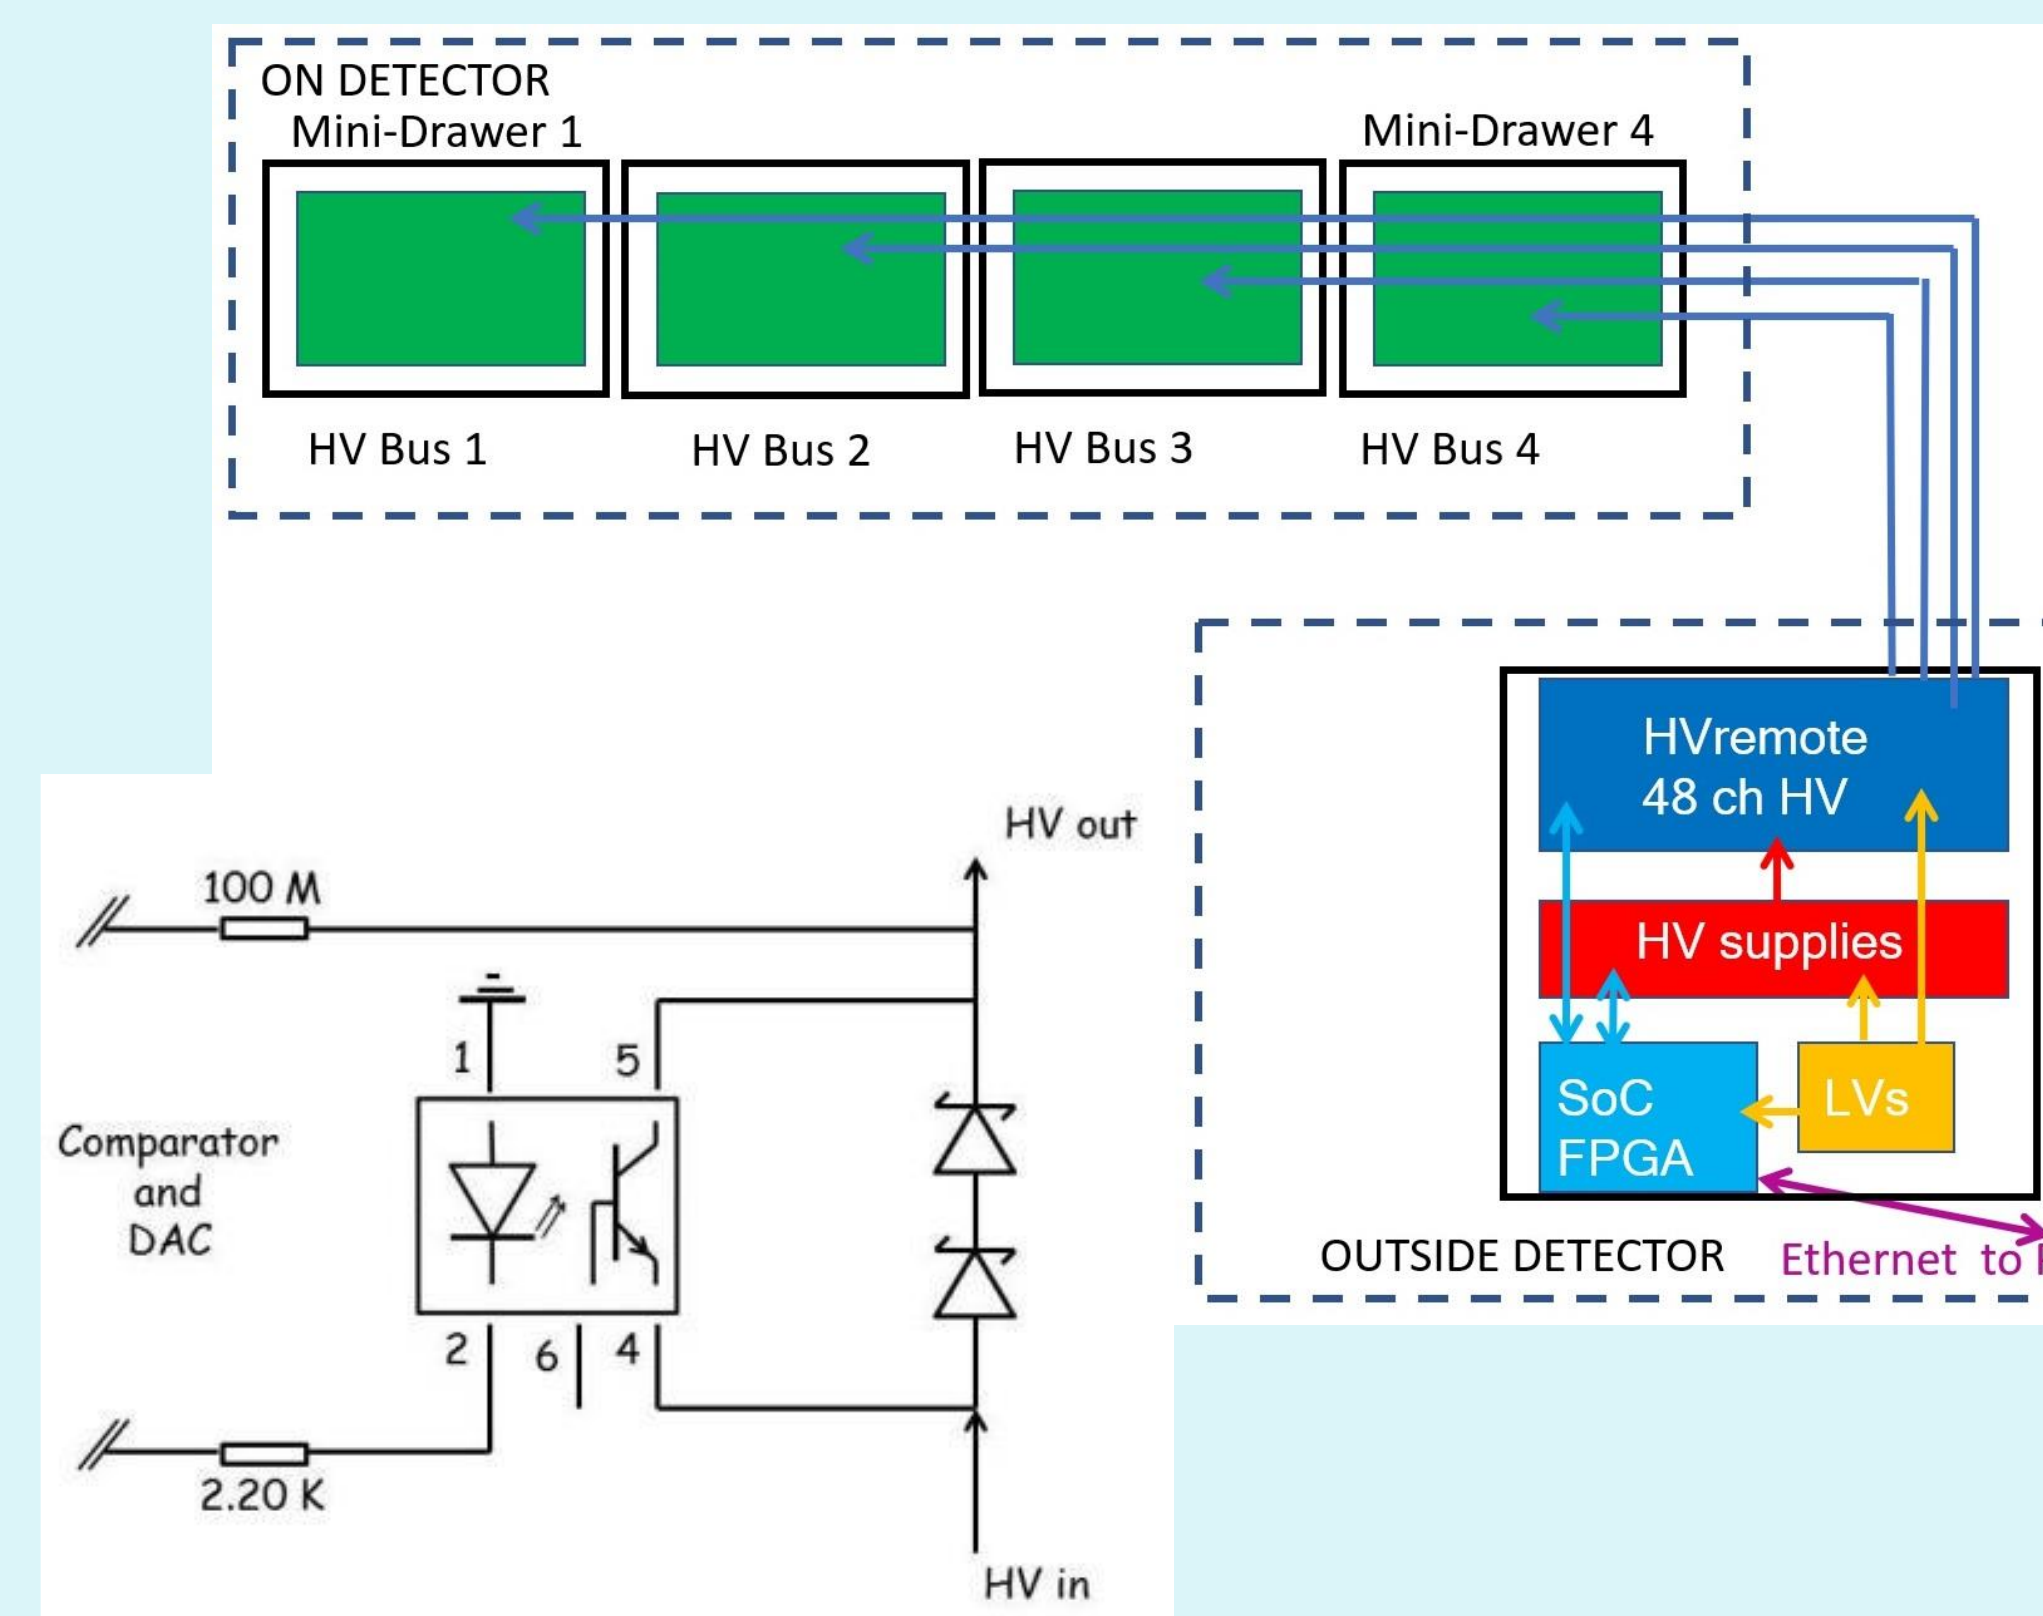 ON DETECTOR
Mini-Drawer 1
Mini-Drawer 4
HV Bus 1
HV Bus 2
HV Bus 3
HV Bus 4
HVremote
48 ch HV
HV supplies
SoC
FPGA
LVs
OUTSIDE DETECTOR
Ethernet to
HV out
100 M
1
5
Comparator
and
DAC
2
6
4
2.20 K
HV in